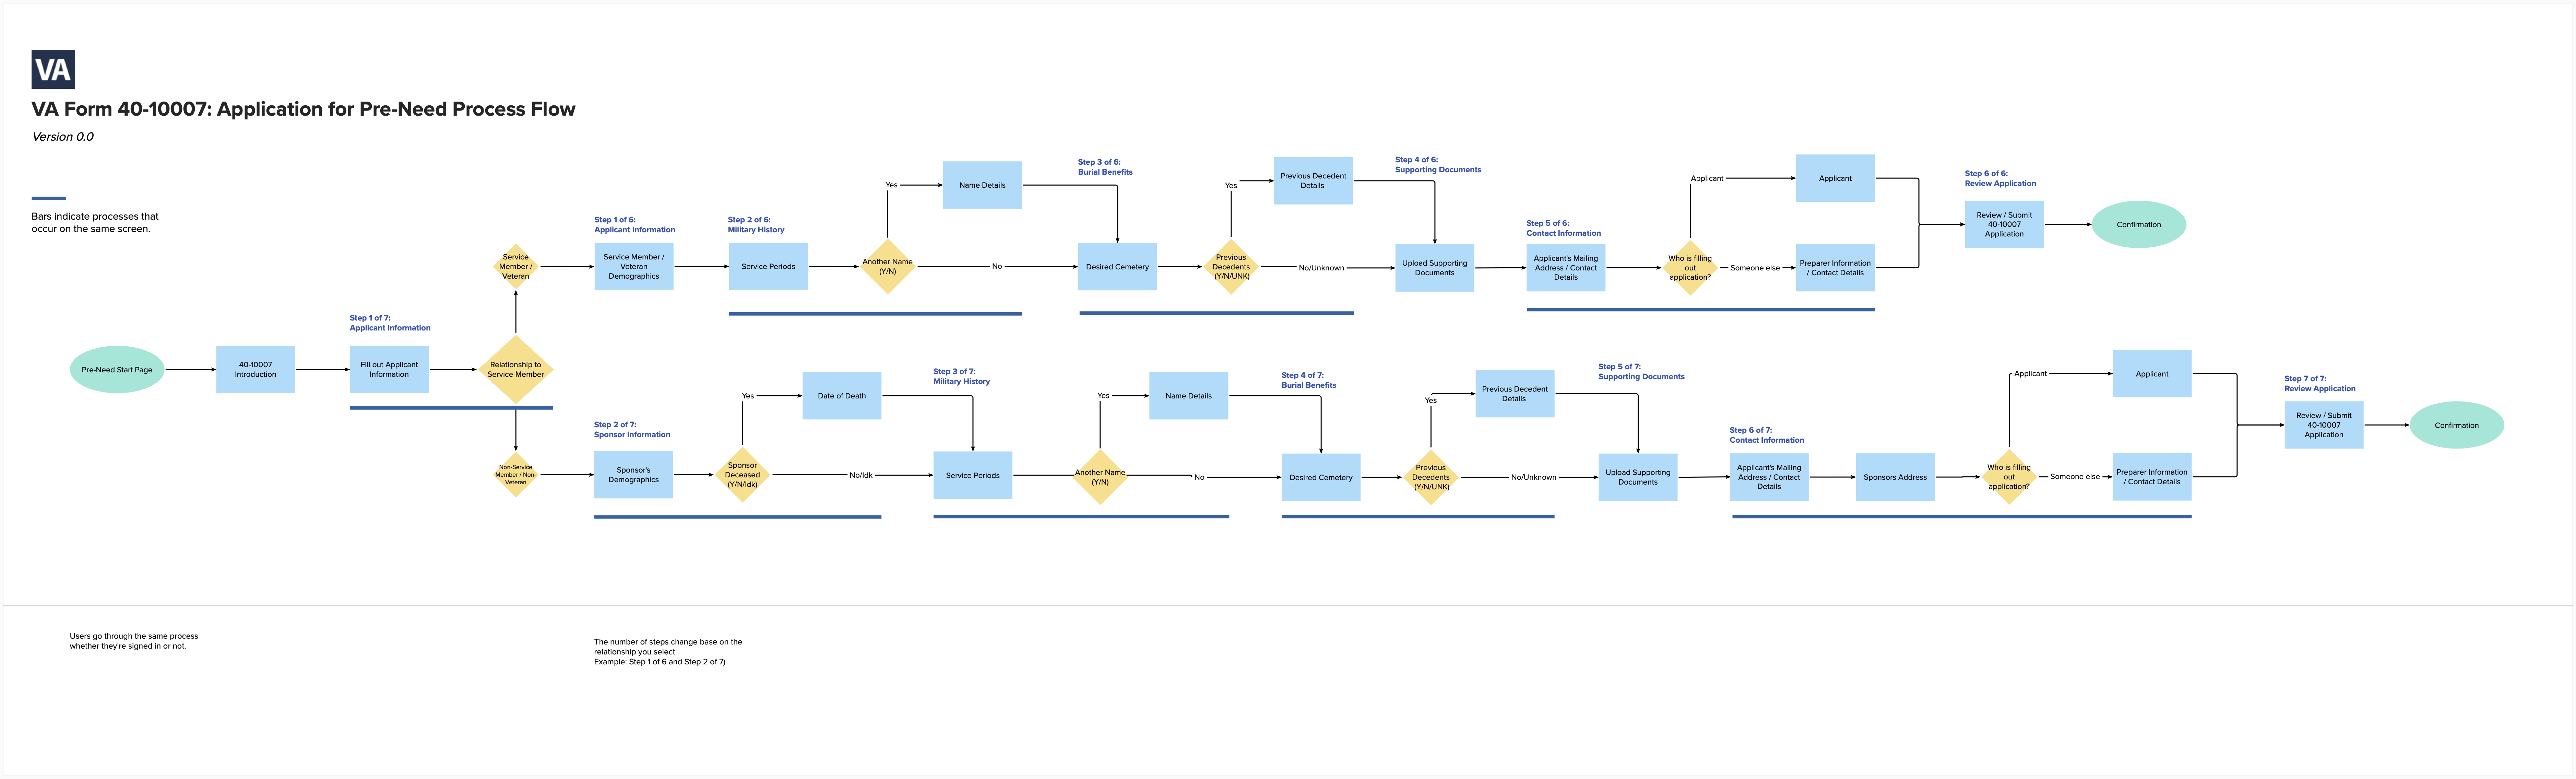 VA
VA Form 40-10007: Application for Pre-Need Process Flow
Version 0.0
Bars indicate processes that
occur on the same screen.
Pre-Need Start Page
40-10007
Introduction
Step 1 of 7:
Applicant Information
Fill out Applicant
Information
Relationship to
Service Member
Service
Member /
Veteran
Step 1 of 6:
Applicant Information
Service Member /
Veteran
Demographics
Step 2 of 6:
Military History
Service Periods
Another Name
(Y/N)
Yes
Name Details
No
Step 3 of 6:
Burial Benefits
Desired Cemetery
Previous
Decedents
(Y/N/UNK)
Yes
Previous Decedent
Details
No/Unknown
Step 4 of 6:
Supporting Documents
Upload Supporting
Documents
Step 5 of 6:
Contact Information
Applicant's Mailing
Address / Contact
Details
Who is filling
out
application?
Applicant
Applicant
Someone else
Preparer Information
/ Contact Details
Step 6 of 6:
Review Application
Review / Submit
40-10007
Application
Confirmation
Non-Service
Member / Non-
Veteran
Step 2 of 7:
Sponsor Information
Sponsor's
Demographics
Sponsor
Deceased
(Y/N/Idk)
Yes
Date of Death
No/Idk
Step 3 of 7:
Military History
Service Periods
Another Name
(Y/N)
Yes
Name Details
No
Step 4 of 7:
Burial Benefits
Desired Cemetery
Previous
Decedents
(Y/N/UNK)
Yes
Previous Decedent
Details
No/Unknown
Step 5 of 7:
Supporting Documents
Upload Supporting
Documents
Step 6 of 7:
Contact Information
Applicant's Mailing
Address / Contact
Details
Sponsors Address
Who is filling
out
application?
Applicant
Applicant
Someone else
Preparer Information
/ Contact Details
Step 7 of 7:
Review Application
Review / Submit
40-10007
Application
Confirmation
Users go through the same process
whether they're signed in or not.
The number of steps change base on the
relationship you select
Example: Step 1 of 6 and Step 2 of 7)